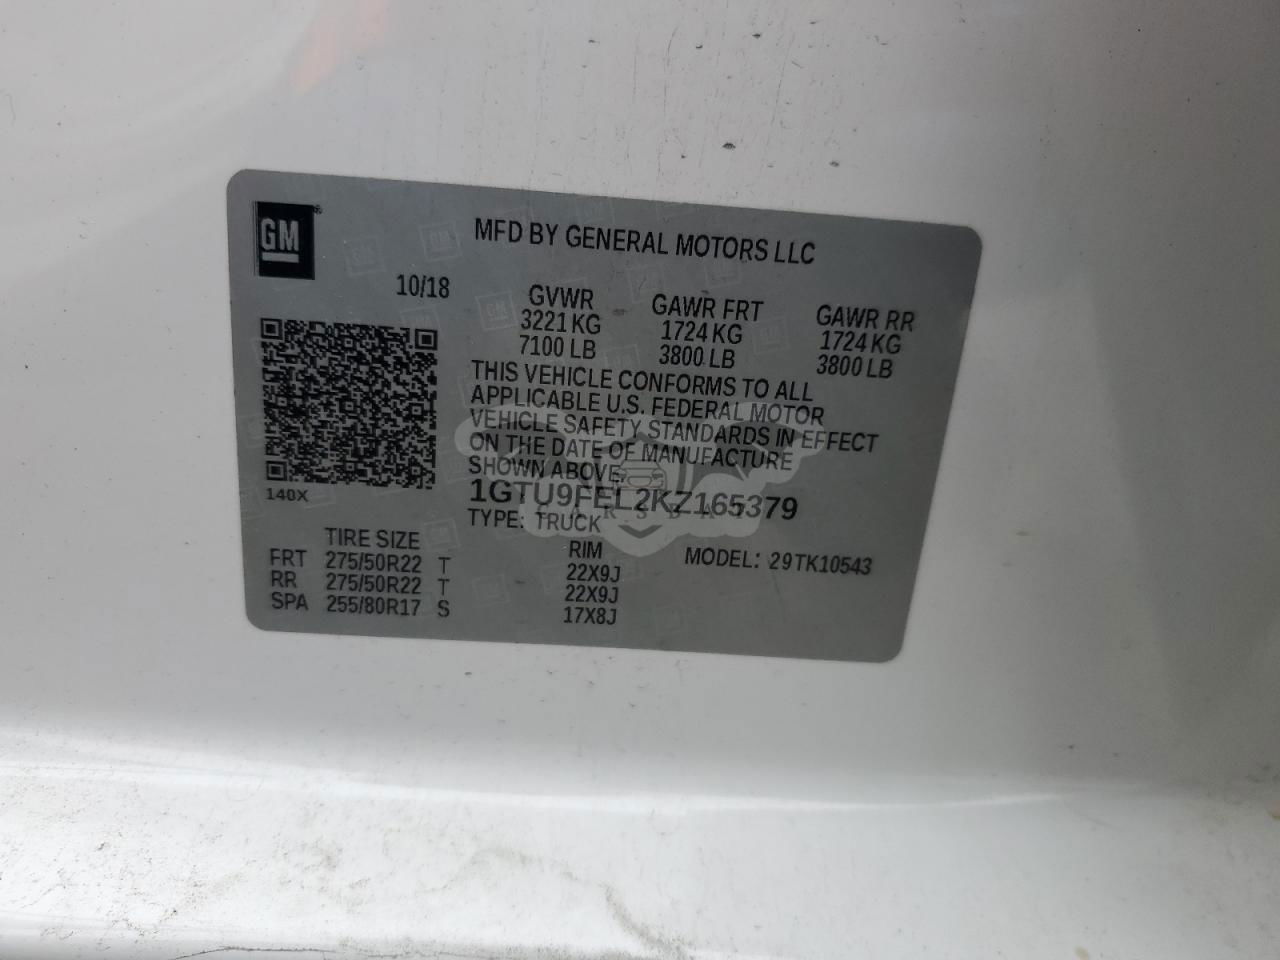 GM
MFD BY GENERAL MOTORS LLC
10/18
GVWR GAWR FRT GAWR RR
3221 KG 1724 KG 1724 KG
7100 LB 3800 LB 3800 LB
THIS VEHICLE CONFORMS TO ALL
APPLICABLE U.S. FEDERAL MOTOR
VEHICLE SAFETY STANDARDS IN EFFECT
ON THE DATE OF MANUFACTURE
SHOWN ABOVE.
140X
1GTU9FEL2KZ165379
TYPE: TRUCK
MODEL: 29TK10543
TIRE SIZE RIM
FRT 275/50R22 T 22X9J
RR 275/50R22 T 22X9J
SPA 255/80R17 S 17X8J